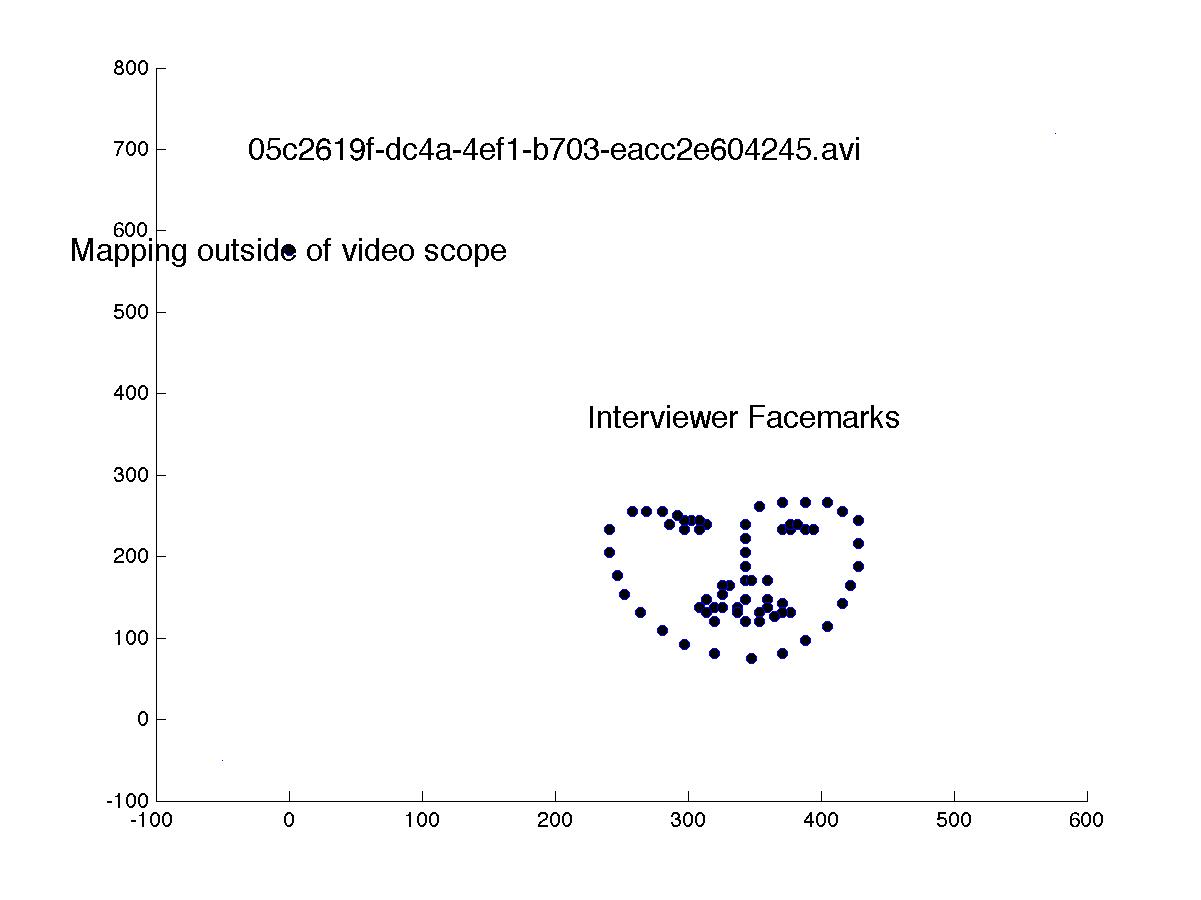 800
05c2619f-dc4a-4ef1-b703-eacc2e604245.avi
700
600
Mapping outside of video scope
500
400
Interviewer Facemarks
300
200
100
0
-100
-100 0 100 200 300 400 500 600